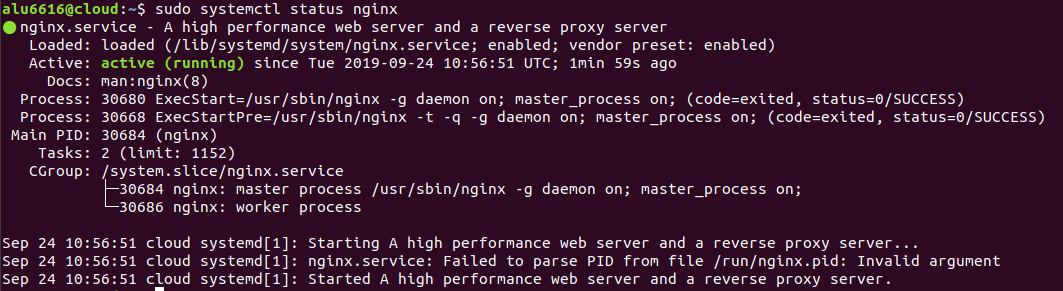 alu6616@cloud:~$ sudo systemctl status nginx
● nginx.service - A high performance web server and a reverse proxy server
   Loaded: loaded (/lib/systemd/system/nginx.service; enabled; vendor preset: enabled)
   Active: active (running) since Tue 2019-09-24 10:56:51 UTC; 1min 59s ago
     Docs: man:nginx(8)
  Process: 30680 ExecStart=/usr/sbin/nginx -g daemon on; master_process on; (code=exited, status=0/SUCCESS)
  Process: 30668 ExecStartPre=/usr/sbin/nginx -t -q -g daemon on; master_process on; (code=exited, status=0/SUCCESS)
 Main PID: 30684 (nginx)
    Tasks: 2 (limit: 1152)
   CGroup: /system.slice/nginx.service
           ├─30684 nginx: master process /usr/sbin/nginx -g daemon on; master_process on;
           └─30686 nginx: worker process
Sep 24 10:56:51 cloud systemd[1]: Starting A high performance web server and a reverse proxy server...
Sep 24 10:56:51 cloud systemd[1]: nginx.service: Failed to parse PID from file /run/nginx.pid: Invalid argument
Sep 24 10:56:51 cloud systemd[1]: Started A high performance web server and a reverse proxy server.